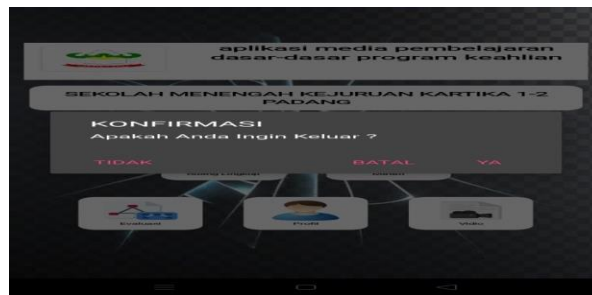 aplikasi media pembelajaran
dasar-dasar program keahlian
SEKOLAH MENENGAH KEJURUAN KARTIKA 1-2
PADANG
KONFIRMASI
Apakah Anda Ingin Keluar ?
TIDAK BATAL YA
Evaluasi Profil Vidio